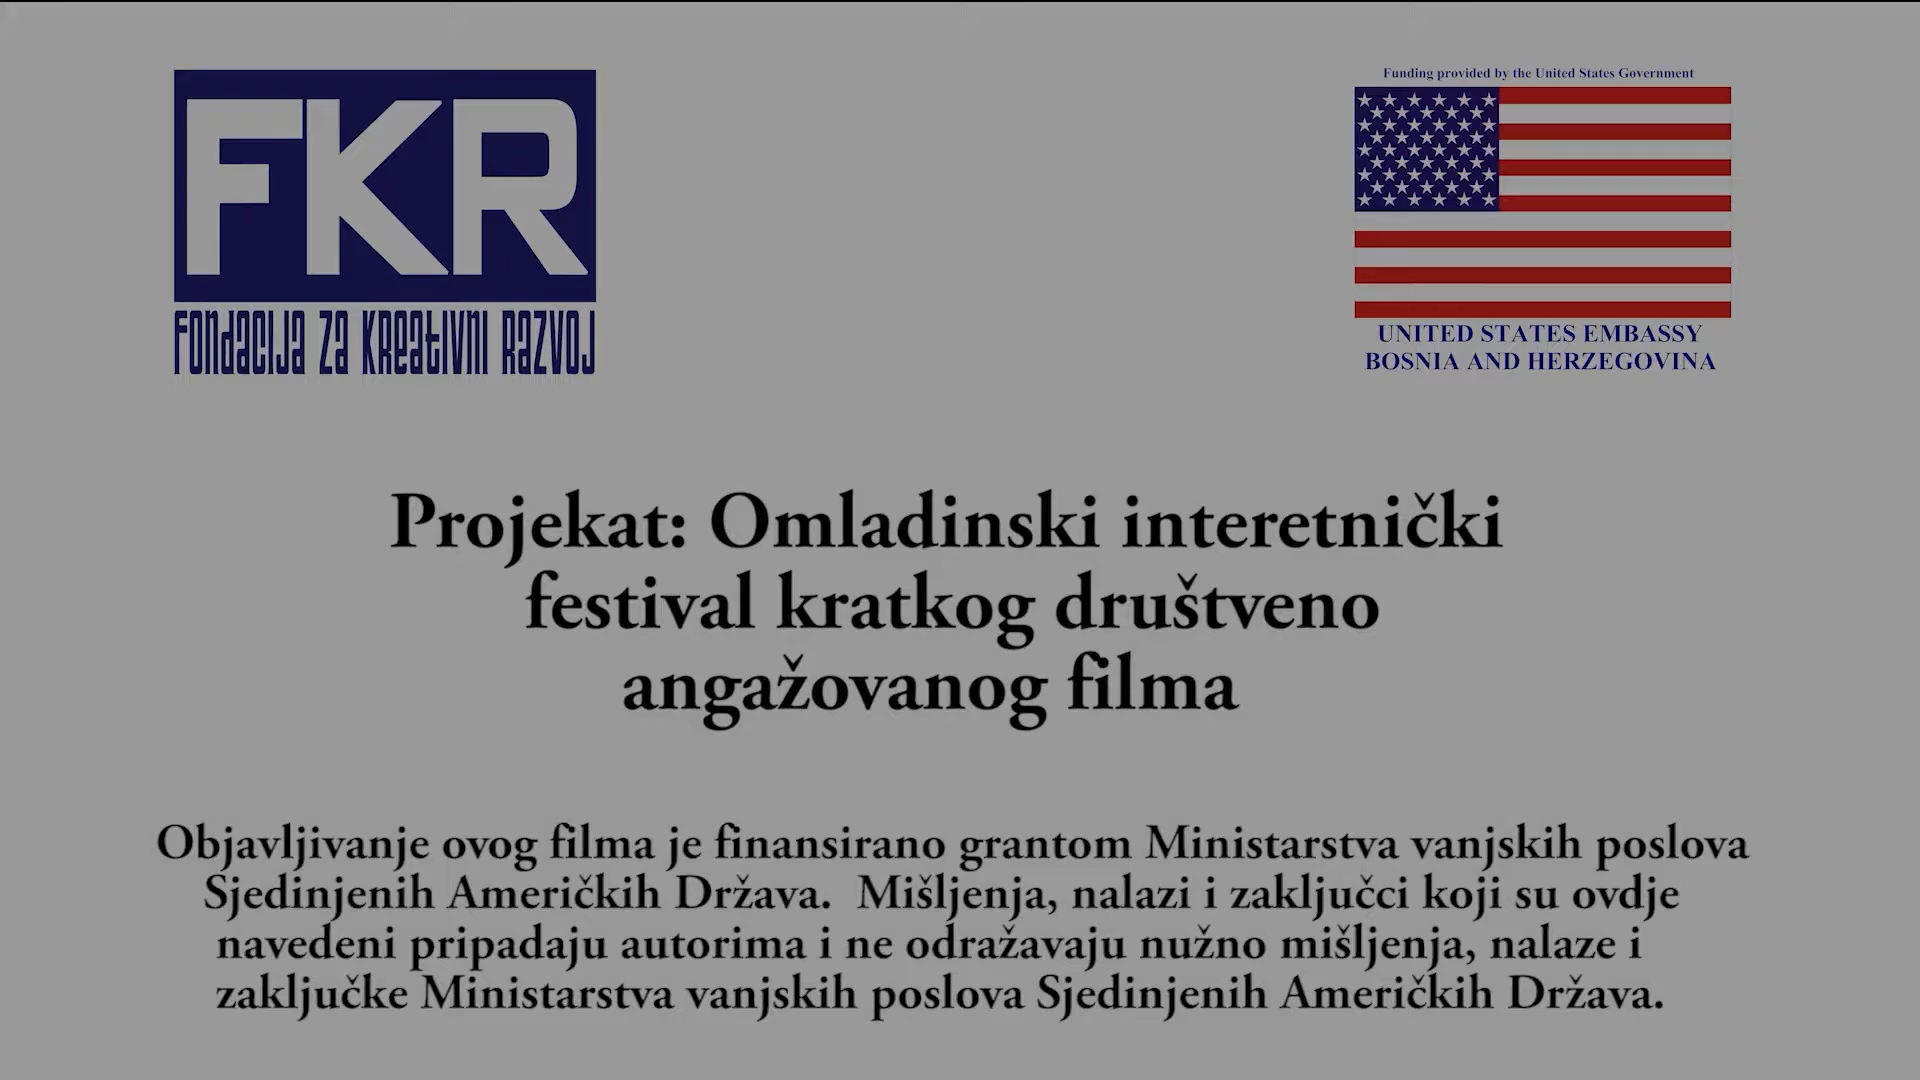 FKR
FONDACIJA ZA KREATIVNI RAZVOJ
Funding provided by the United States Government
UNITED STATES EMBASSY
BOSNIA AND HERZEGOVINA
Projekat: Omladinski interetnički
festival kratkog društveno
angažovanog filma
Objavljivanje ovog filma je finansirano grantom Ministarstva vanjskih poslova
Sjedinjenih Američkih Država.  Mišljenja, nalazi i zaključci koji su ovdje
navedeni pripadaju autorima i ne odražavaju nužno mišljenja, nalaze i
zaključke Ministarstva vanjskih poslova Sjedinjenih Američkih Država.